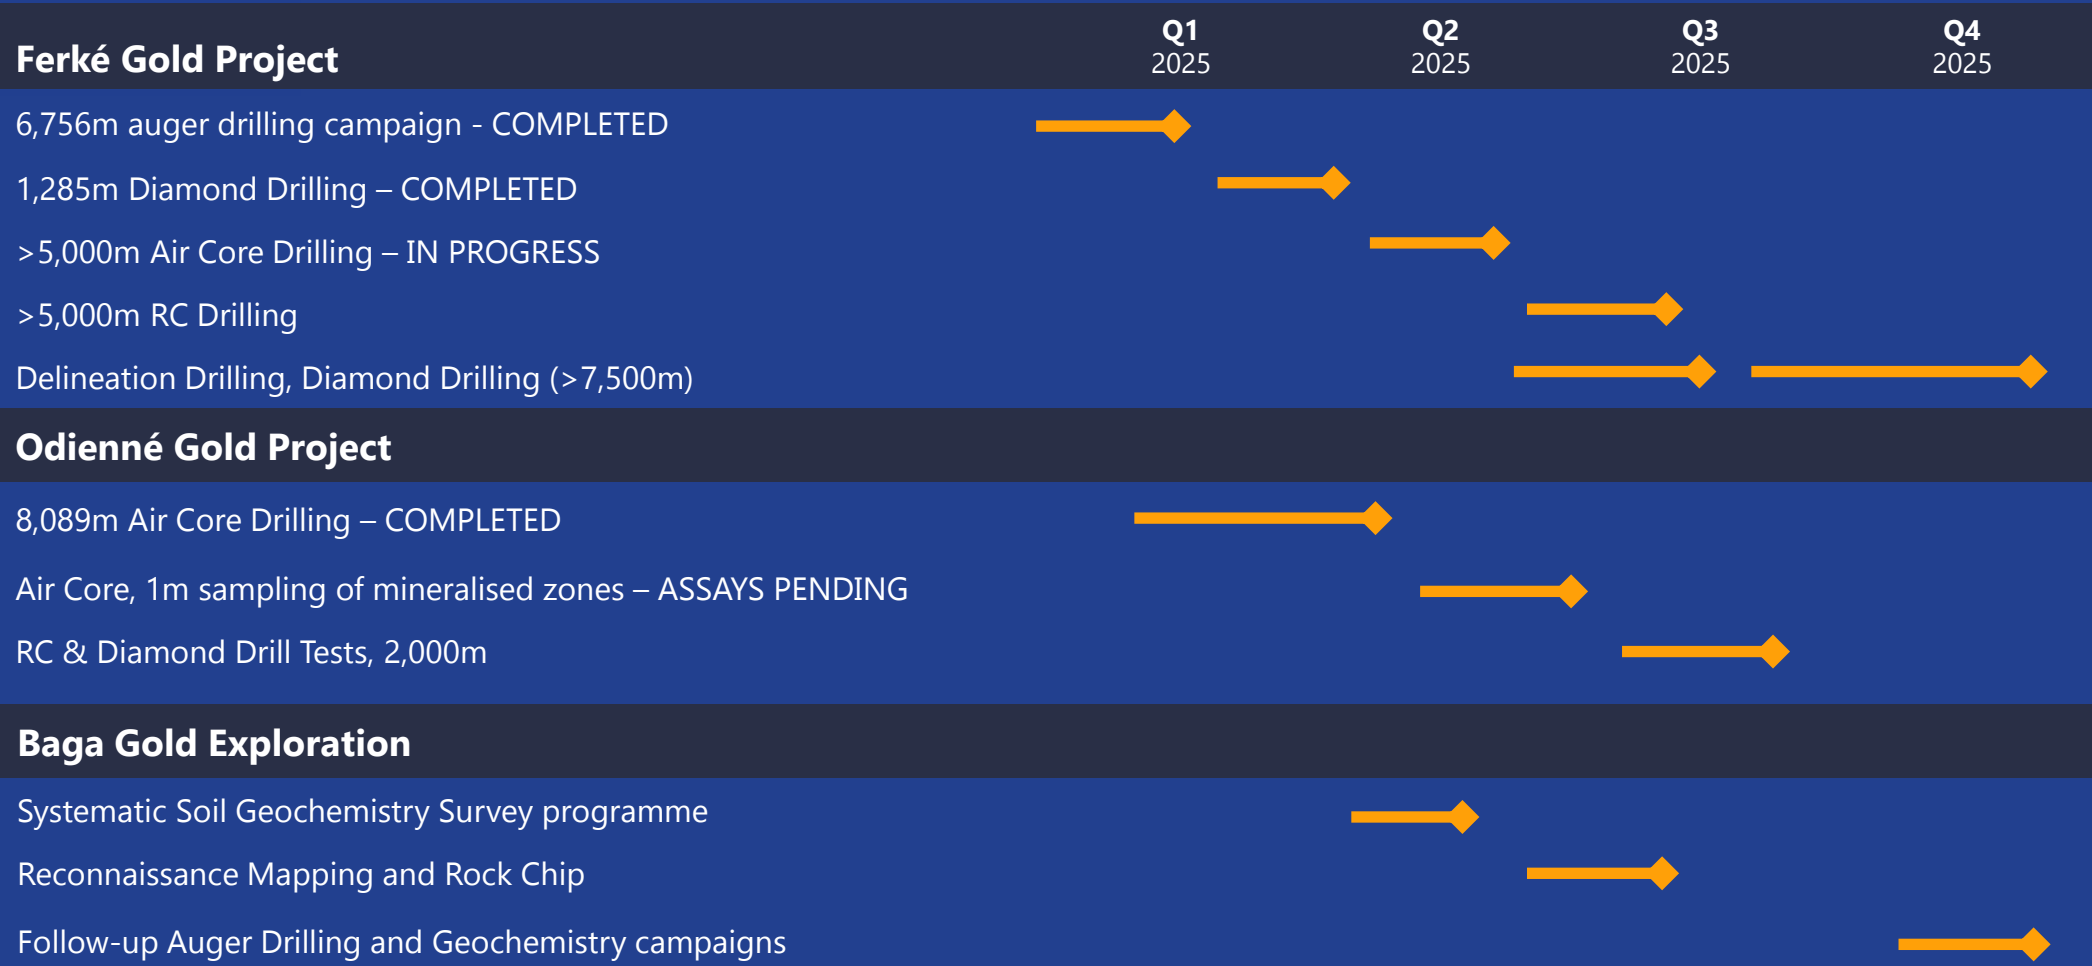 Ferké Gold Project
Q1 Q2 Q3 Q4
2025 2025 2025 2025
6,756m auger drilling campaign - COMPLETED
1,285m Diamond Drilling – COMPLETED
>5,000m Air Core Drilling – IN PROGRESS
>5,000m RC Drilling
Delineation Drilling, Diamond Drilling (>7,500m)
Odienné Gold Project
8,089m Air Core Drilling – COMPLETED
Air Core, 1m sampling of mineralised zones – ASSAYS PENDING
RC & Diamond Drill Tests, 2,000m
Baga Gold Exploration
Systematic Soil Geochemistry Survey programme
Reconnaissance Mapping and Rock Chip
Follow-up Auger Drilling and Geochemistry campaigns